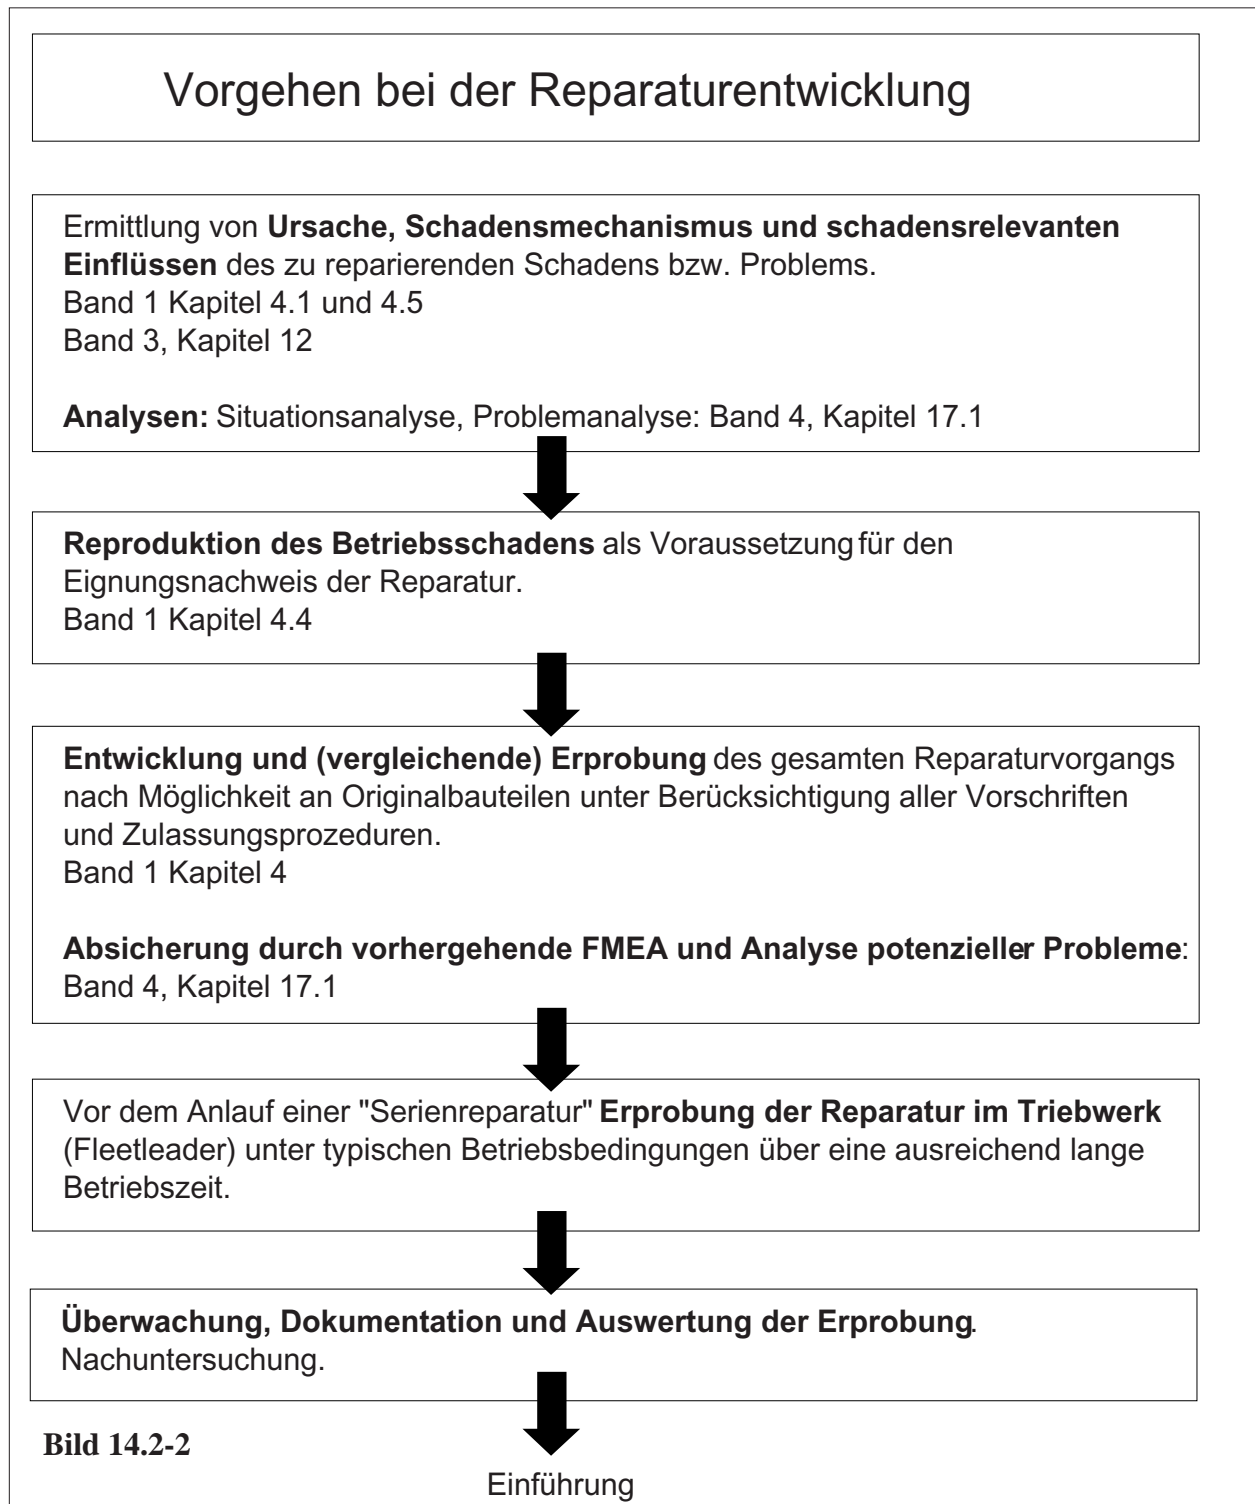 Vorgehen bei der Reparaturentwicklung
Ermittlung von Ursache, Schadensmechanismus und schadensrelevanten
Einflüssen des zu reparierenden Schadens bzw. Problems.
Band 1 Kapitel 4.1 und 4.5
Band 3, Kapitel 12
Analysen: Situationsanalyse, Problemanalyse: Band 4, Kapitel 17.1
Reproduktion des Betriebsschadens als Voraussetzung für den
Eignungsnachweis der Reparatur.
Band 1 Kapitel 4.4
Entwicklung und (vergleichende) Erprobung des gesamten Reparaturvorgangs
nach Möglichkeit an Originalbauteilen unter Berücksichtigung aller Vorschriften
und Zulassungsprozeduren.
Band 1 Kapitel 4
Absicherung durch vorhergehende FMEA und Analyse potenzieller Probleme:
Band 4, Kapitel 17.1
Vor dem Anlauf einer "Serienreparatur" Erprobung der Reparatur im Triebwerk
(Fleetleader) unter typischen Betriebsbedingungen über eine ausreichend lange
Betriebszeit.
Überwachung, Dokumentation und Auswertung der Erprobung.
Nachuntersuchung.
Bild 14.2-2
Einführung